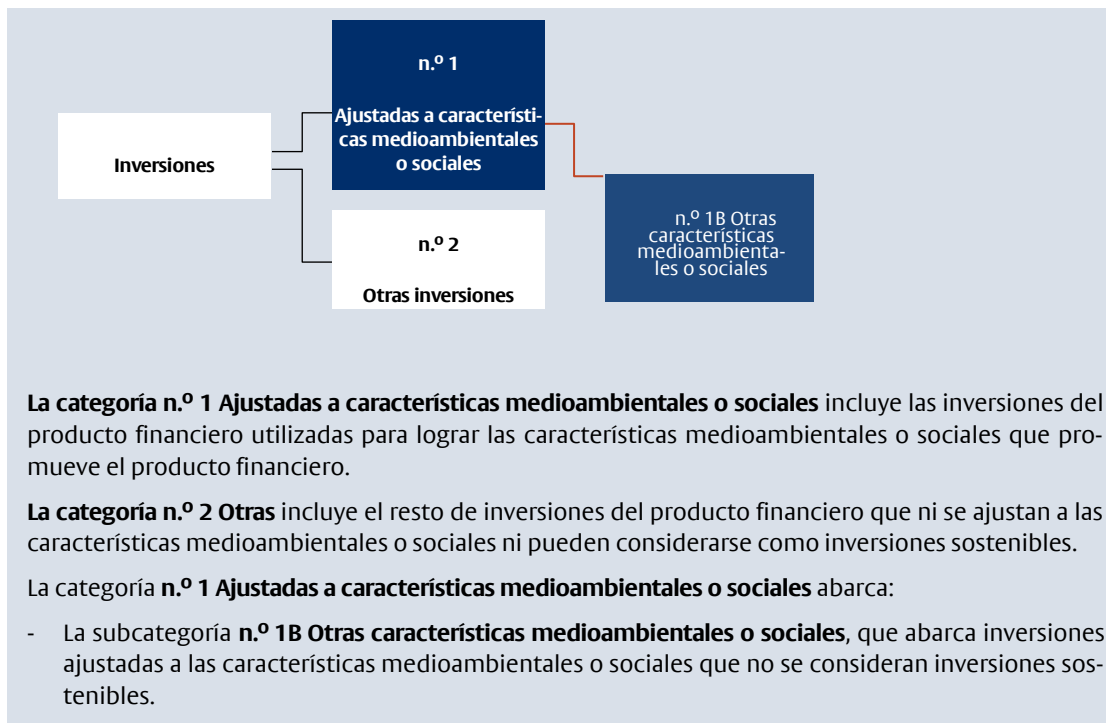 n.º 1
Ajustadas a característi-
cas medioambientales
o sociales
Inversiones
n.º 1B Otras
características
medioambienta-
les o sociales
n.º 2
Otras inversiones
La categoría n.º 1 Ajustadas a características medioambientales o sociales incluye las inversiones del
producto financiero utilizadas para lograr las características medioambientales o sociales que pro-
mueve el producto financiero.
La categoría n.º 2 Otras incluye el resto de inversiones del producto financiero que ni se ajustan a las
características medioambientales o sociales ni pueden considerarse como inversiones sostenibles.
La categoría n.º 1 Ajustadas a características medioambientales o sociales abarca:
- La subcategoría n.º 1B Otras características medioambientales o sociales, que abarca inversiones
ajustadas a las características medioambientales o sociales que no se consideran inversiones sos-
tenibles.